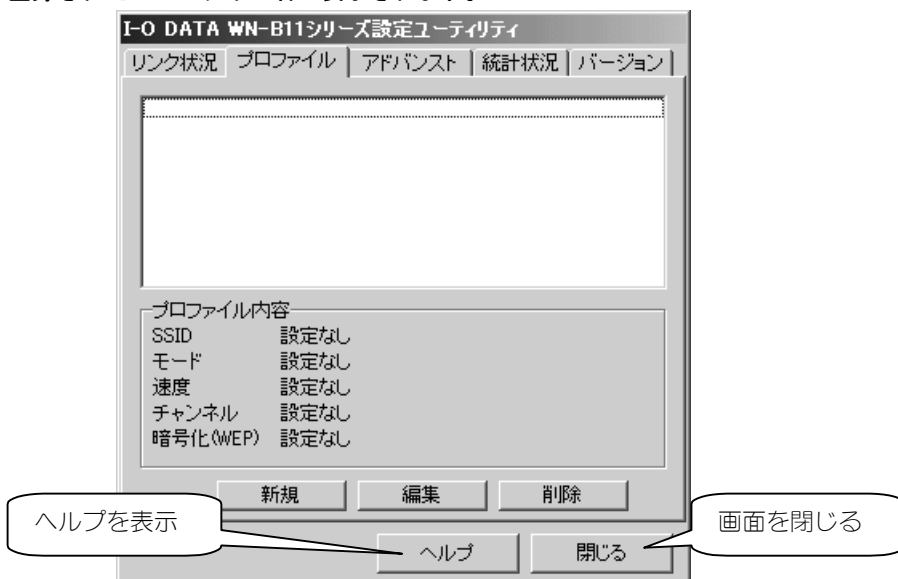 I-O DATA WN-B11シリーズ設定ユーティリティ
リンク状況 プロファイル アドバンスト 統計状況 バージョン
プロファイル内容
SSID 設定なし
モード 設定なし
速度 設定なし
チャンネル 設定なし
暗号化(WEP) 設定なし
新規 編集 削除
ヘルプを表示 画面を閉じる
ヘルプ 閉じる